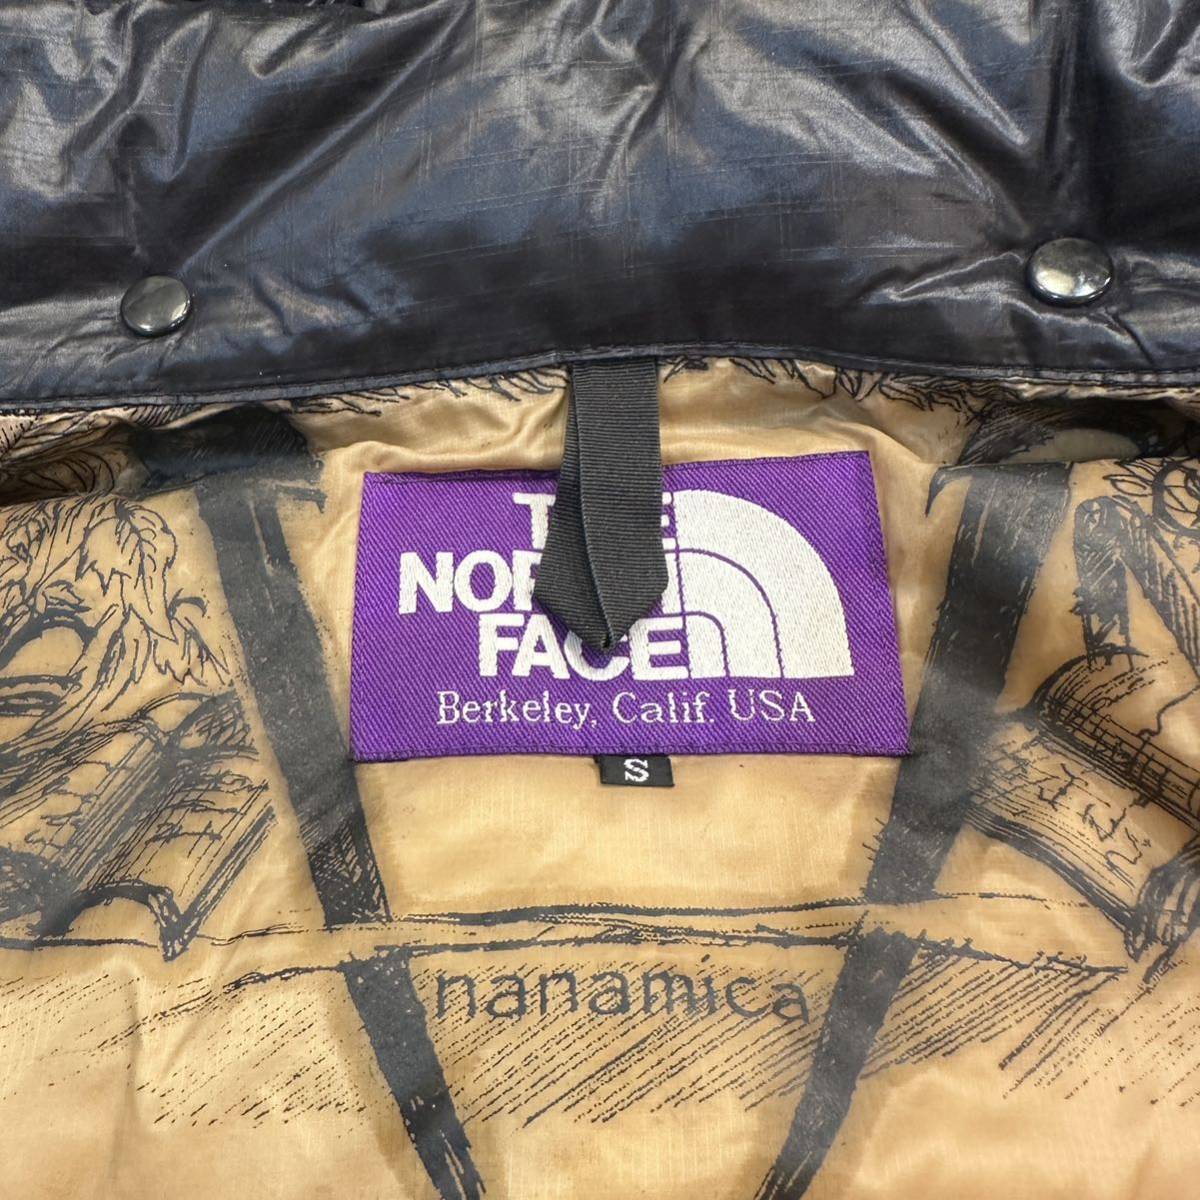 THE
NORTH
FACE
Berkeley, Calif. USA
S
nanamica